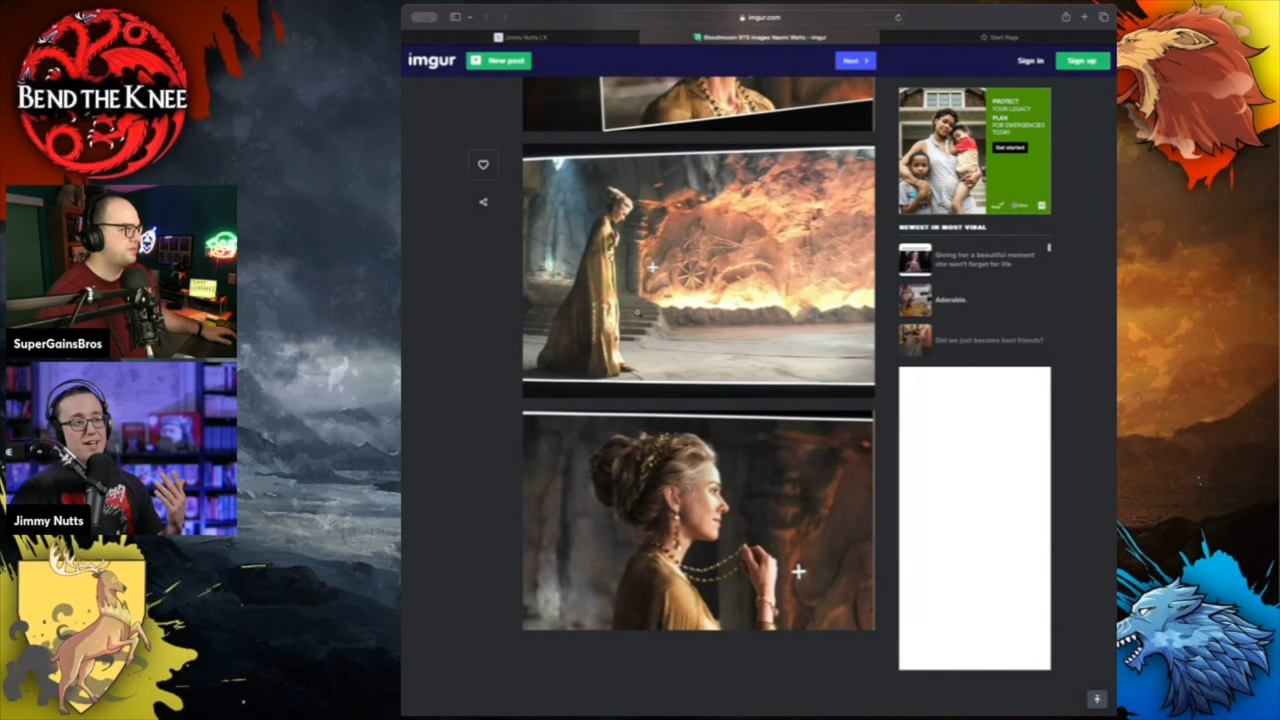 BEND THE KNEE
SuperGainsBros
Jimmy Nutts
imgur.com
Jimmy Nutts / X
Bloodmoon BTS Images Naomi Watts - Imgur
Start Page
imgur
New post
Next
Sign in
Sign up
PROTECT
YOUR LEGACY
PLAN
FOR EMERGENCIES
TODAY
Get started
NEWEST IN MOST VIRAL
Giving her a beautiful moment
she won't forget for life
Adorable.
Did we just become best friends?